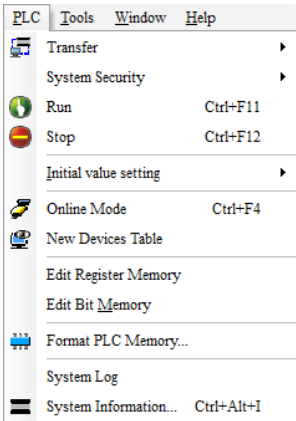 PLC Tools Window Help
Transfer
System Security
Run Ctrl+F11
Stop Ctrl+F12
Initial value setting
Online Mode Ctrl+F4
New Devices Table
Edit Register Memory
Edit Bit Memory
Format PLC Memory...
System Log
System Information... Ctrl+Alt+I